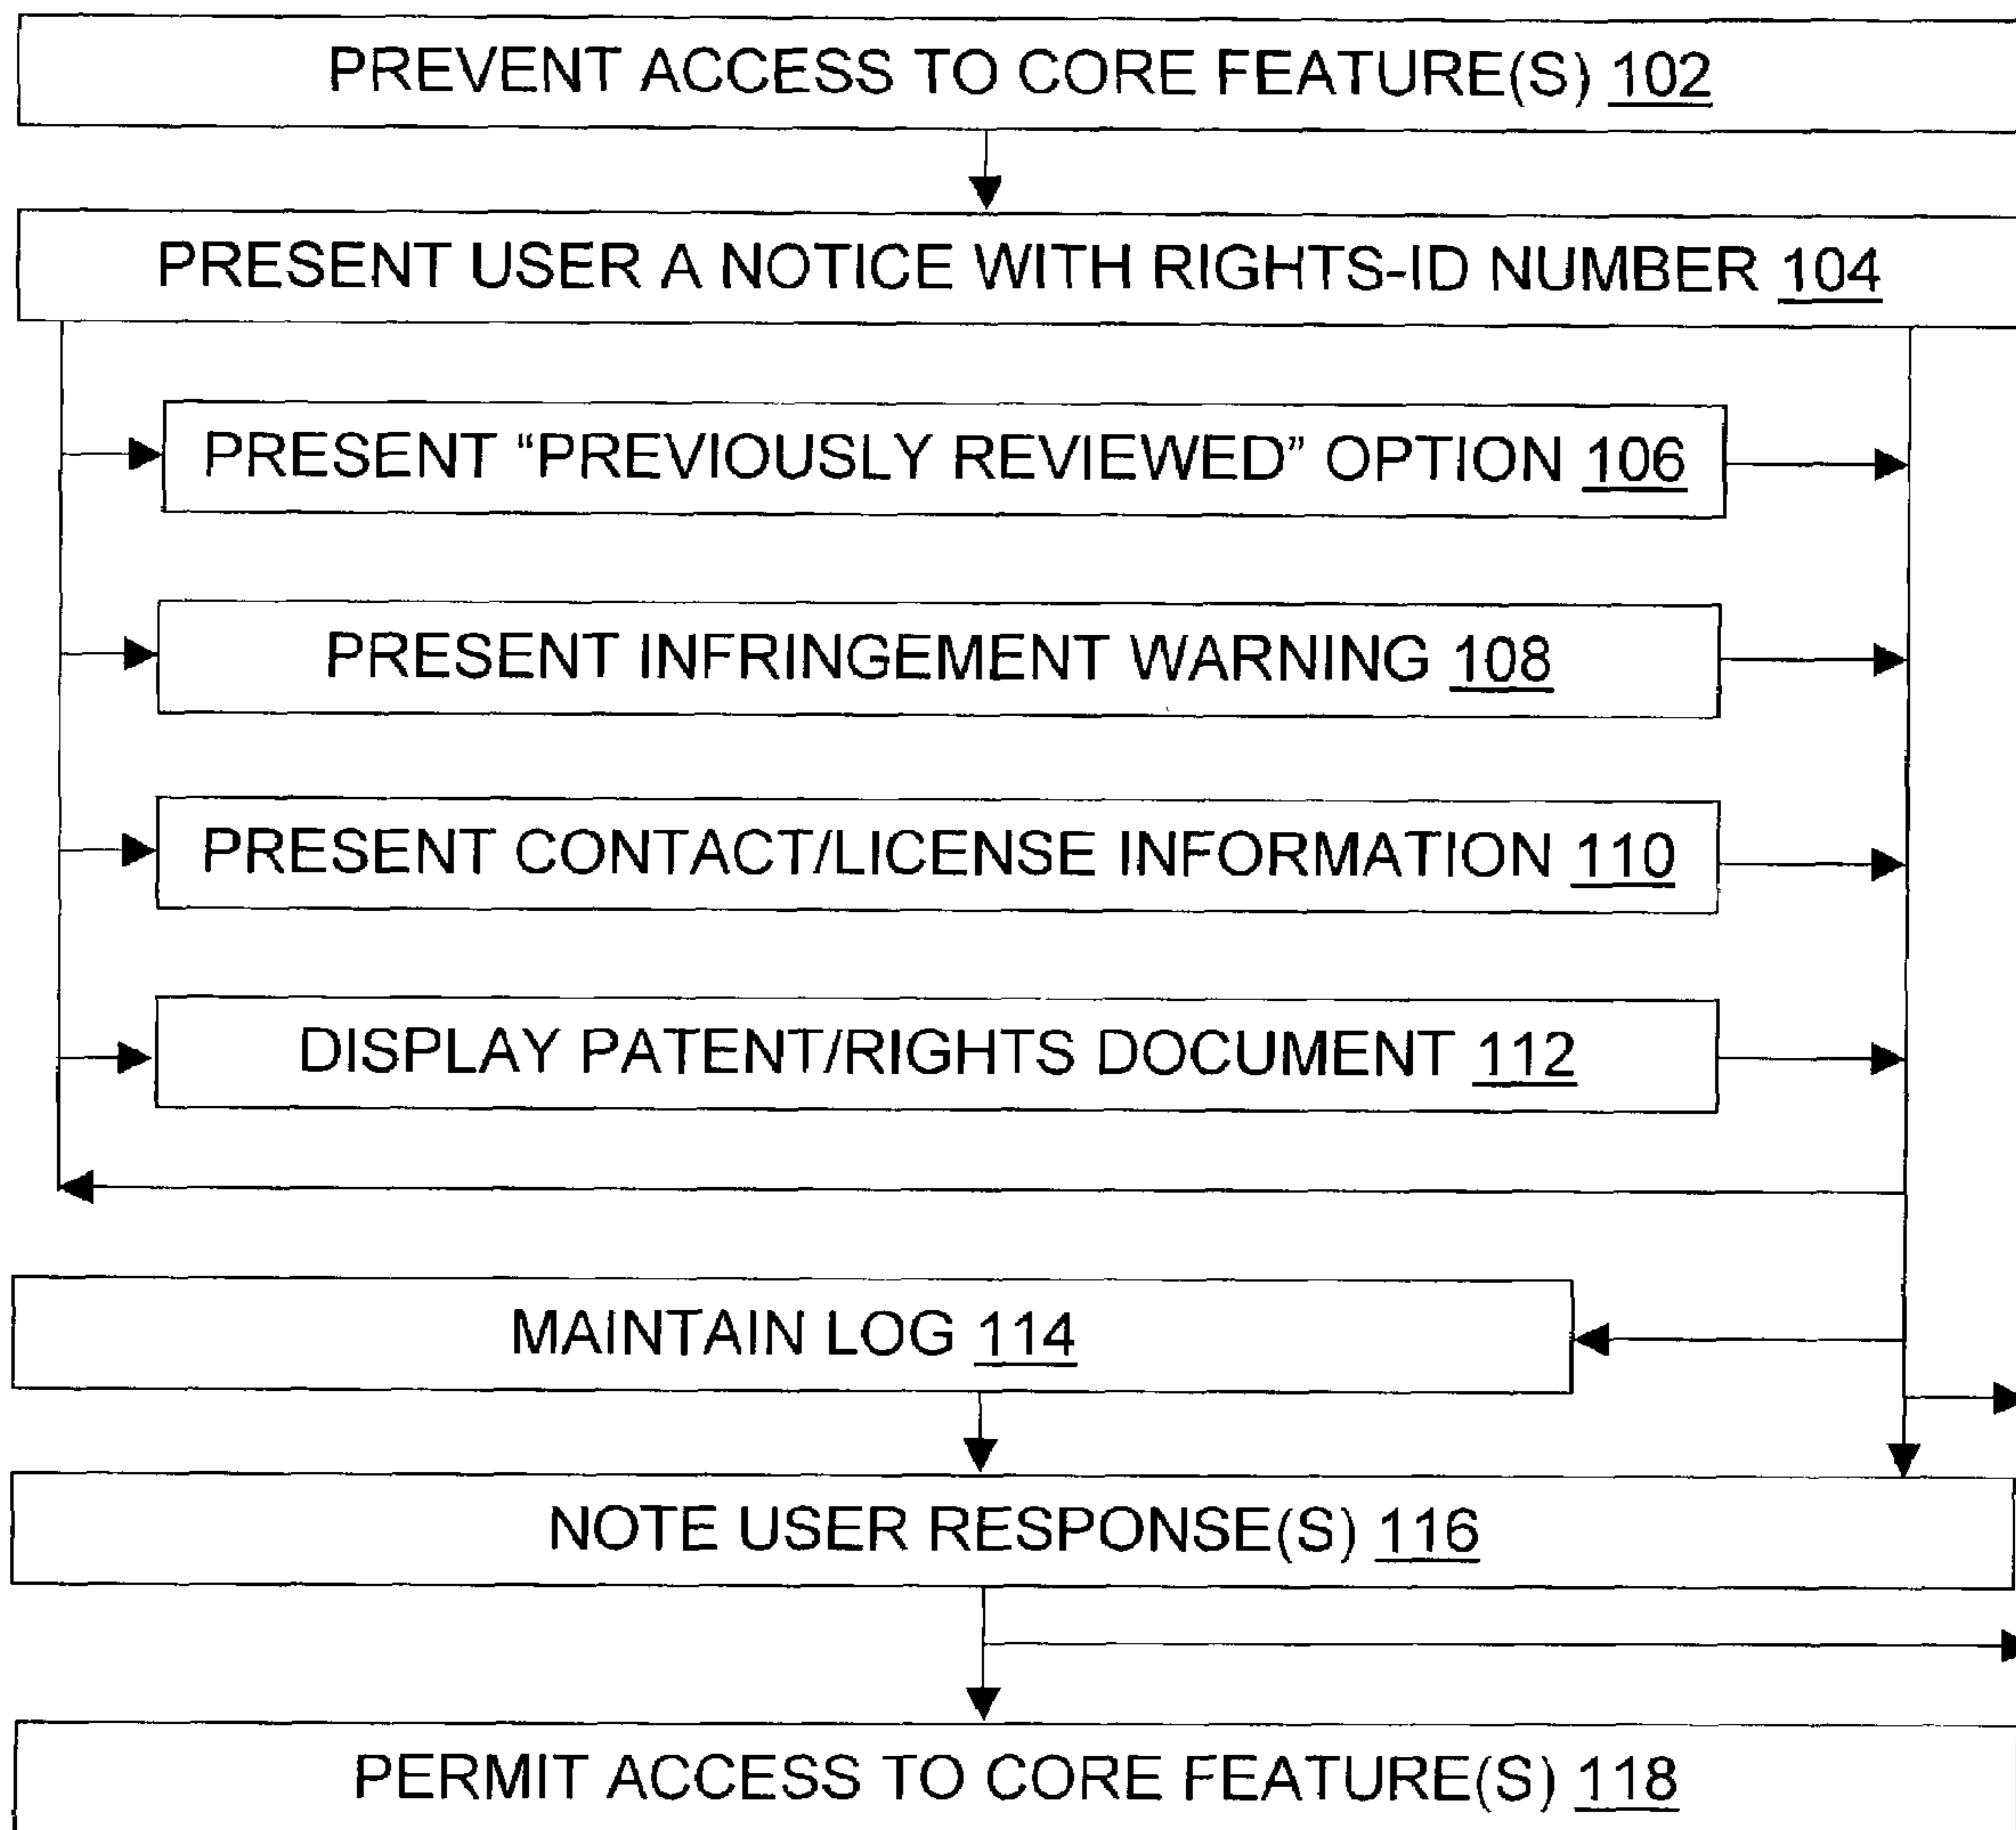 PREVENT ACCESS TO CORE FEATURE(S) 102
PRESENT USER A NOTICE WITH RIGHTS-ID NUMBER 104
PRESENT “PREVIOUSLY REVIEWED” OPTION 106
PRESENT INFRINGEMENT WARNING 108
PRESENT CONTACT/LICENSE INFORMATION 110
DISPLAY PATENT/RIGHTS DOCUMENT 112
MAINTAIN LOG 114
NOTE USER RESPONSE(S) 116
PERMIT ACCESS TO CORE FEATURE(S) 118